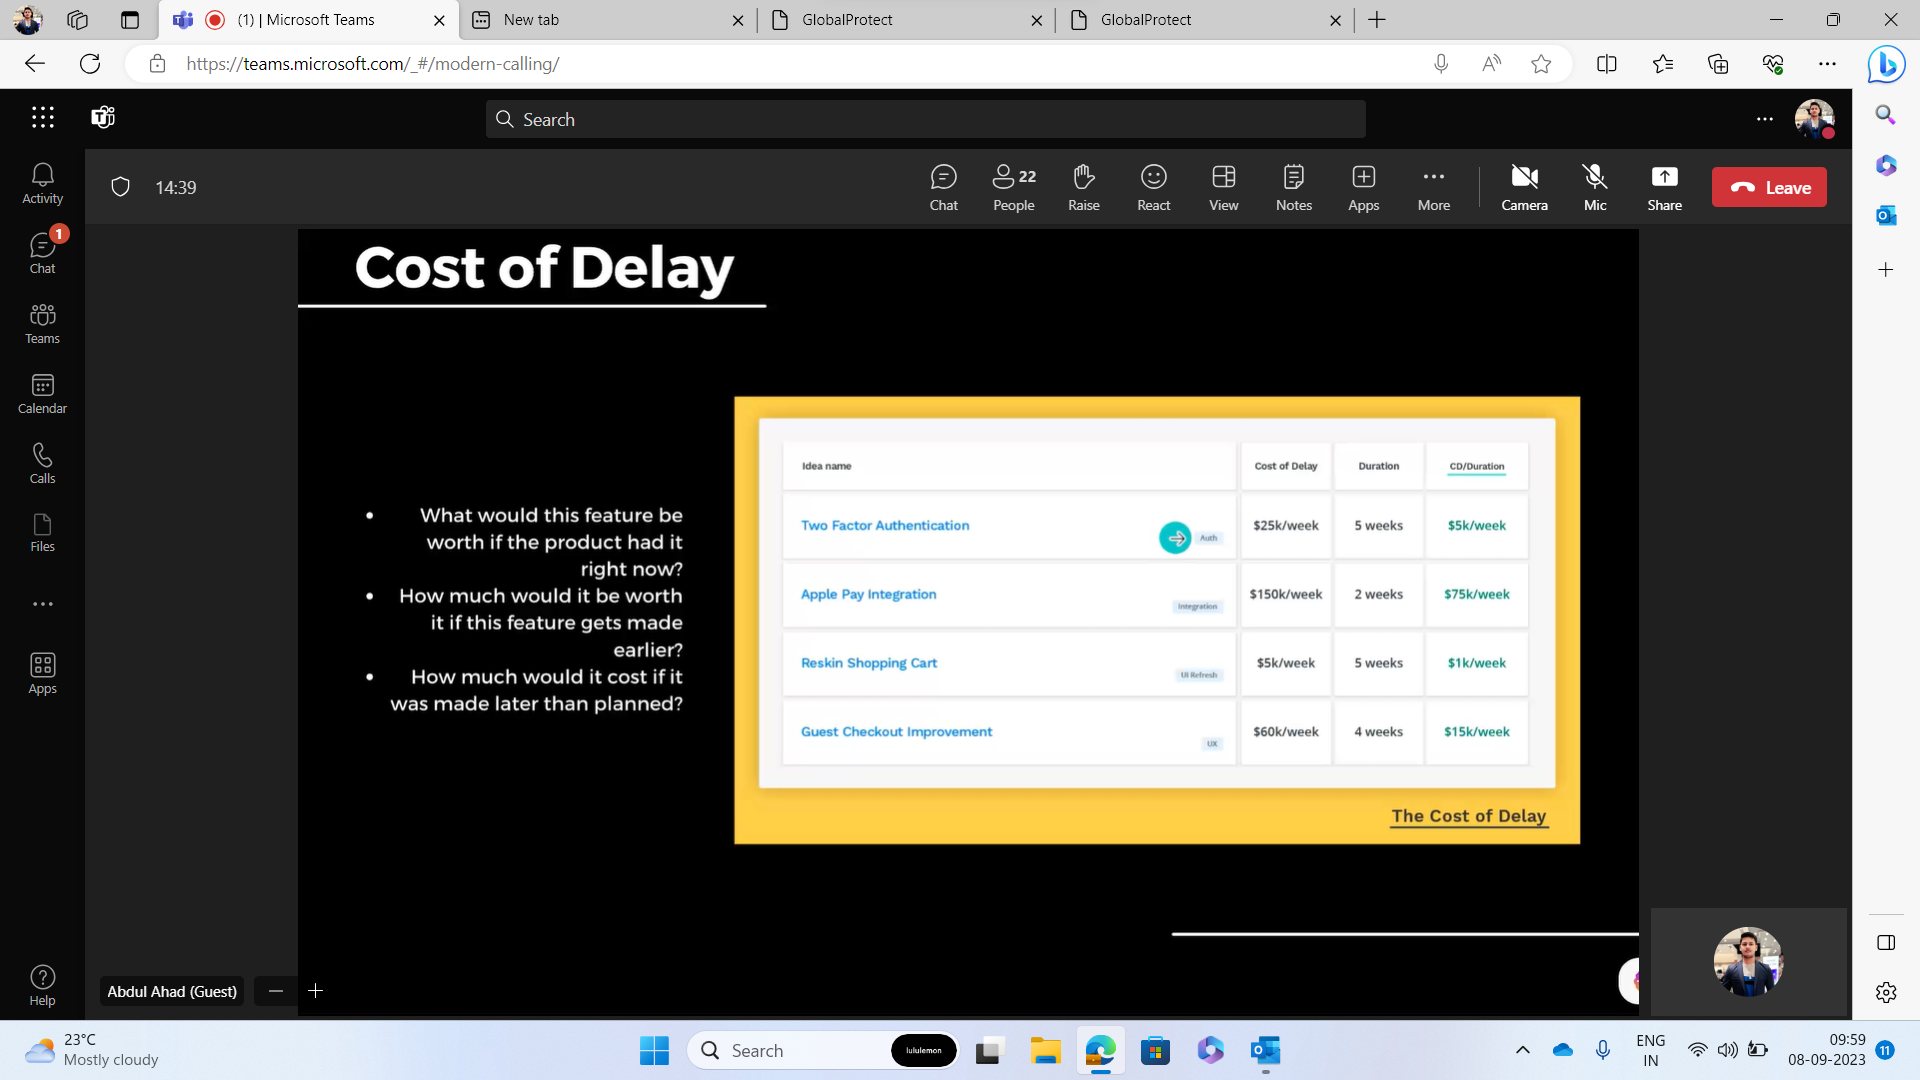 (1) | Microsoft Teams
New tab
GlobalProtect
GlobalProtect
https://teams.microsoft.com/_#/modern-calling/
Search
14:39
Chat
22
People
Raise
React
View
Notes
Apps
More
Camera
Mic
Share
Leave
Activity
1
Chat
Teams
Calendar
Calls
Files
Apps
Help
Cost of Delay
What would this feature be
worth if the product had it
right now?
How much would it be worth
it if this feature gets made
earlier?
How much would it cost if it
was made later than planned?
Idea name Cost of Delay Duration CD/Duration
Two Factor Authentication Auth $25k/week 5 weeks $5k/week
Apple Pay Integration Integration $150k/week 2 weeks $75k/week
Reskin Shopping Cart UI Refresh $5k/week 5 weeks $1k/week
Guest Checkout Improvement UX $60k/week 4 weeks $15k/week
The Cost of Delay
Abdul Ahad (Guest)
23°C
Mostly cloudy
Search
lululemon
ENG
IN
09:59
08-09-2023
11